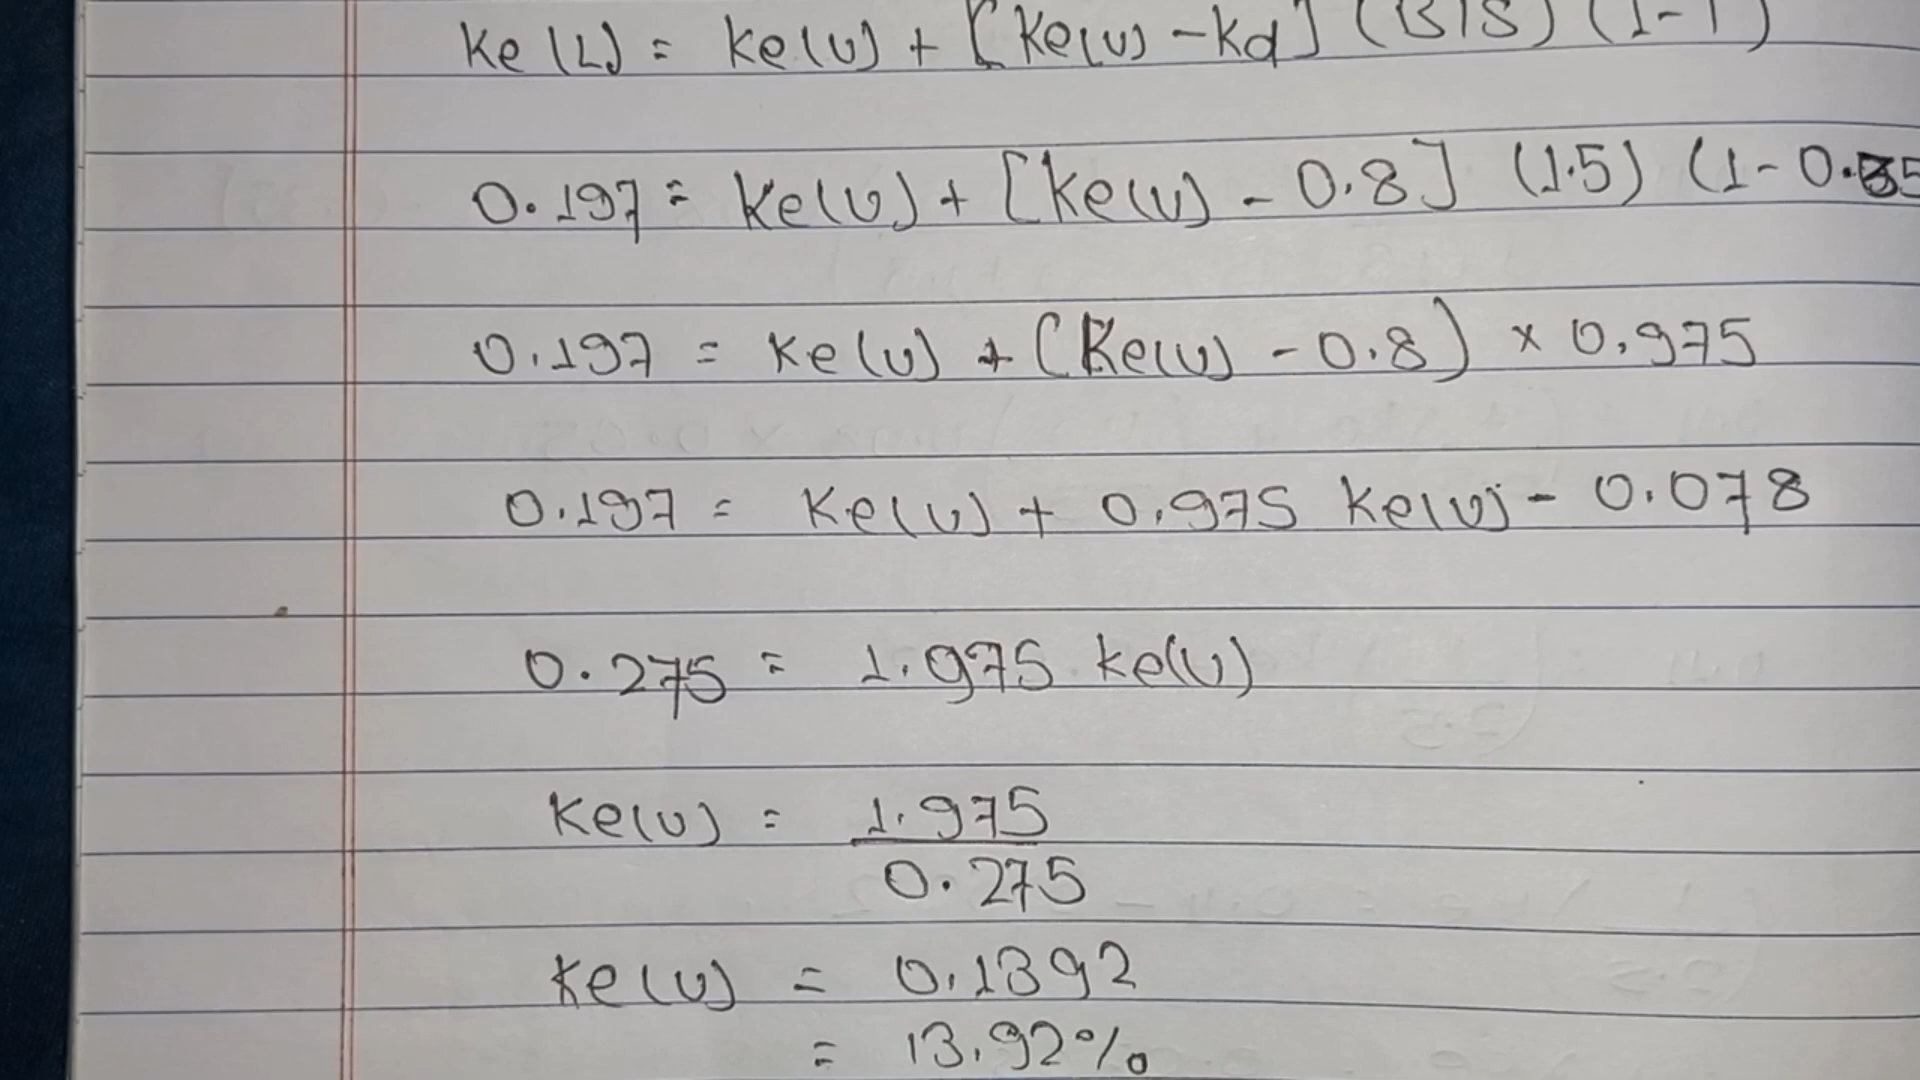 Ke(L) = Ke(U) + [Ke(U) - Kd] (B/S) (1-T)
0.197 = Ke(U) + [Ke(U) - 0.8] (1.5) (1-0.35
0.197 = Ke(U) + (Ke(U) - 0.8) × 0.975
0.197 = Ke(U) + 0.975 Ke(U) - 0.078
0.275 = 1.975 Ke(U)
Ke(U) = 1.975
0.275
Ke(U) = 0.1392
= 13.92%